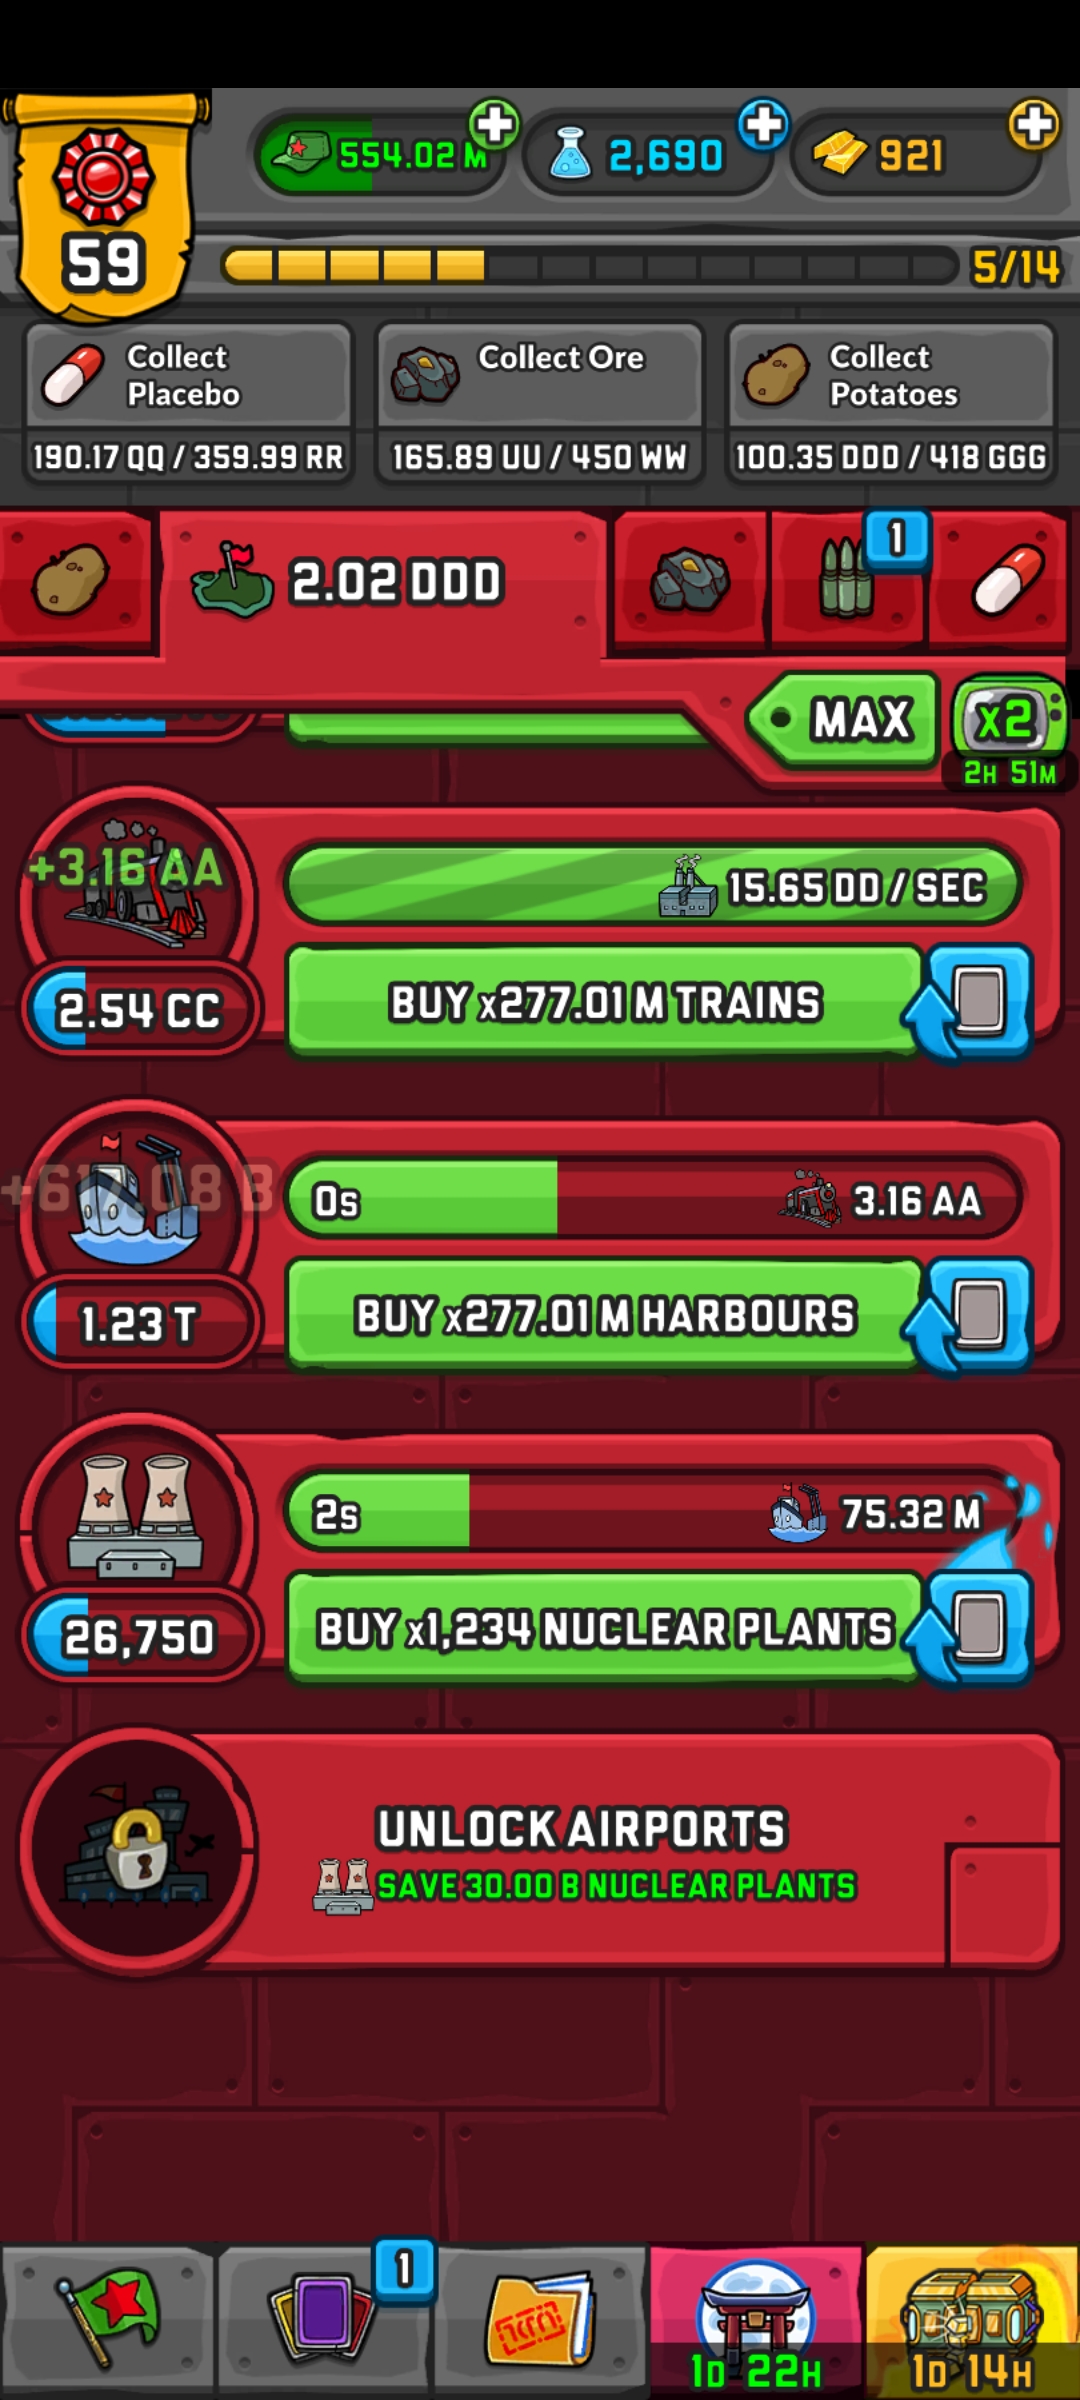 554.02 M
2,690
921
59
5/14
Collect
Placebo
190.17 QQ / 359.99 RR
Collect Ore
165.89 UU / 450 WW
Collect
Potatoes
100.35 DDD / 418 GGG
2.02 DDD
1
MAX
x2
2H 51M
+3.16 AA
15.65 DD / SEC
2.54 CC
BUY x277.01 M TRAINS
0s
3.16 AA
1.23 T
BUY x277.01 M HARBOURS
2s
75.32 M
26,750
BUY x1,234 NUCLEAR PLANTS
UNLOCK AIRPORTS
SAVE 30.00 B NUCLEAR PLANTS
1
1D 22H
1D 14H